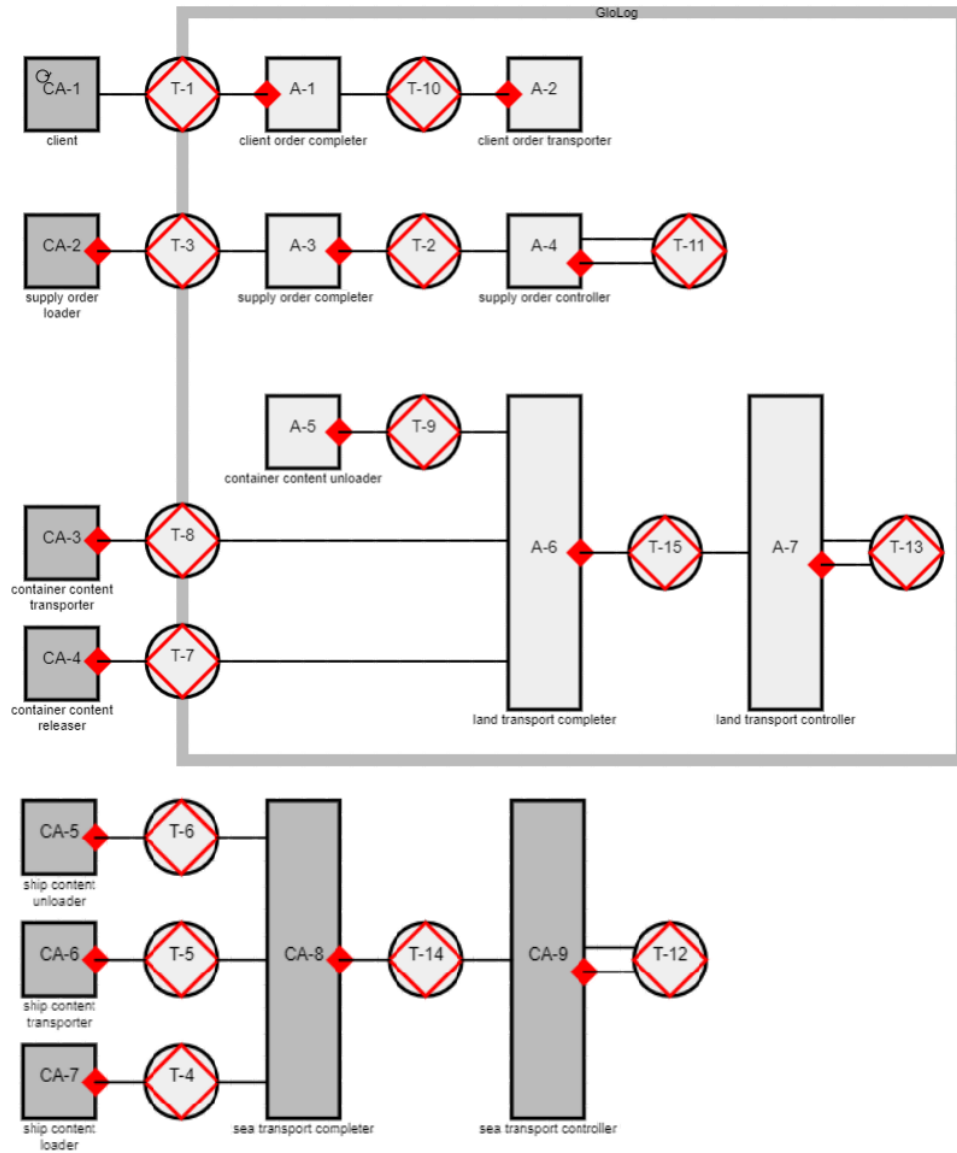 GloLog
CA-1
T-1
A-1
T-10
A-2
client
client order completer
client order transporter
CA-2
T-3
A-3
T-2
A-4
T-11
supply order
loader
supply order completer
supply order controller
A-5
T-9
container content unloader
CA-3
T-8
A-6
T-15
A-7
T-13
container content
transporter
CA-4
T-7
container content
releaser
land transport completer
land transport controller
CA-5
T-6
ship content
unloader
CA-6
T-5
CA-8
T-14
CA-9
T-12
ship content
transporter
CA-7
T-4
ship content
loader
sea transport completer
sea transport controller